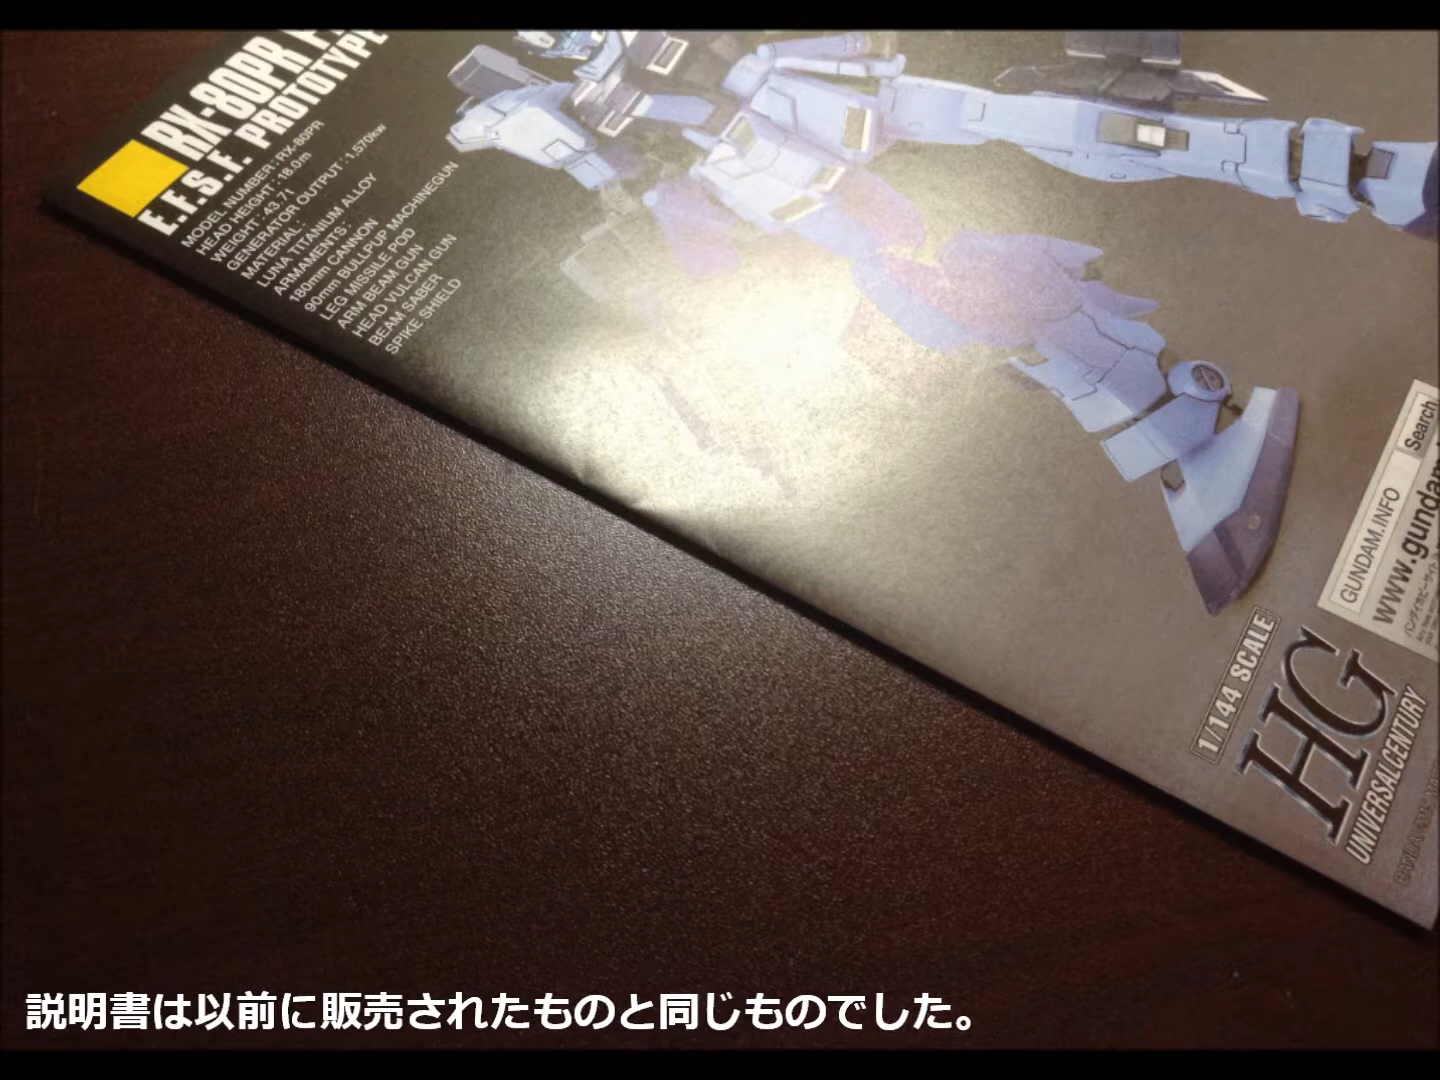 RX-80PR
E.F.S.F. PROTOTYPE
MODEL NUMBER : RX-80PR
HEAD HEIGHT : 18.0m
WEIGHT : 43.7t
GENERATOR OUTPUT : 1,570kw
MATERIAL :
LUNA TITANIUM ALLOY
ARMAMENTS :
180mm CANNON
90mm BULLPUP MACHINEGUN
LEG MISSILE POD
ARM BEAM GUN
HEAD VULCAN GUN
BEAM SABER
SPIKE SHIELD
GUNDAM.INFO
Search
www.gundam
1/144 SCALE
HG
UNIVERSAL CENTURY
説明書は以前に販売されたものと同じものでした。